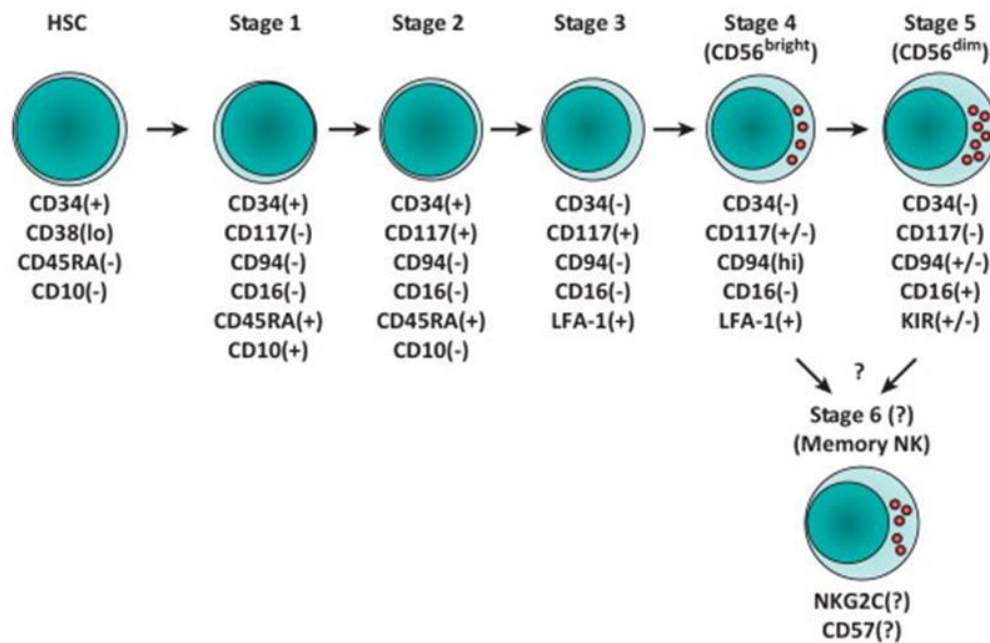 HSC
CD34(+)
CD38(lo)
CD45RA(-)
CD10(-)
Stage 1
CD34(+)
CD117(-)
CD94(-)
CD16(-)
CD45RA(+)
CD10(+)
Stage 2
CD34(+)
CD117(+)
CD94(-)
CD16(-)
CD45RA(+)
CD10(-)
Stage 3
CD34(-)
CD117(+)
CD94(-)
CD16(-)
LFA-1(+)
Stage 4
(CD56bright)
CD34(-)
CD117(+/-)
CD94(hi)
CD16(-)
LFA-1(+)
Stage 5
(CD56dim)
CD34(-)
CD117(-)
CD94(+/-)
CD16(+)
KIR(+/-)
?
Stage 6 (?)
(Memory NK)
NKG2C(?)
CD57(?)